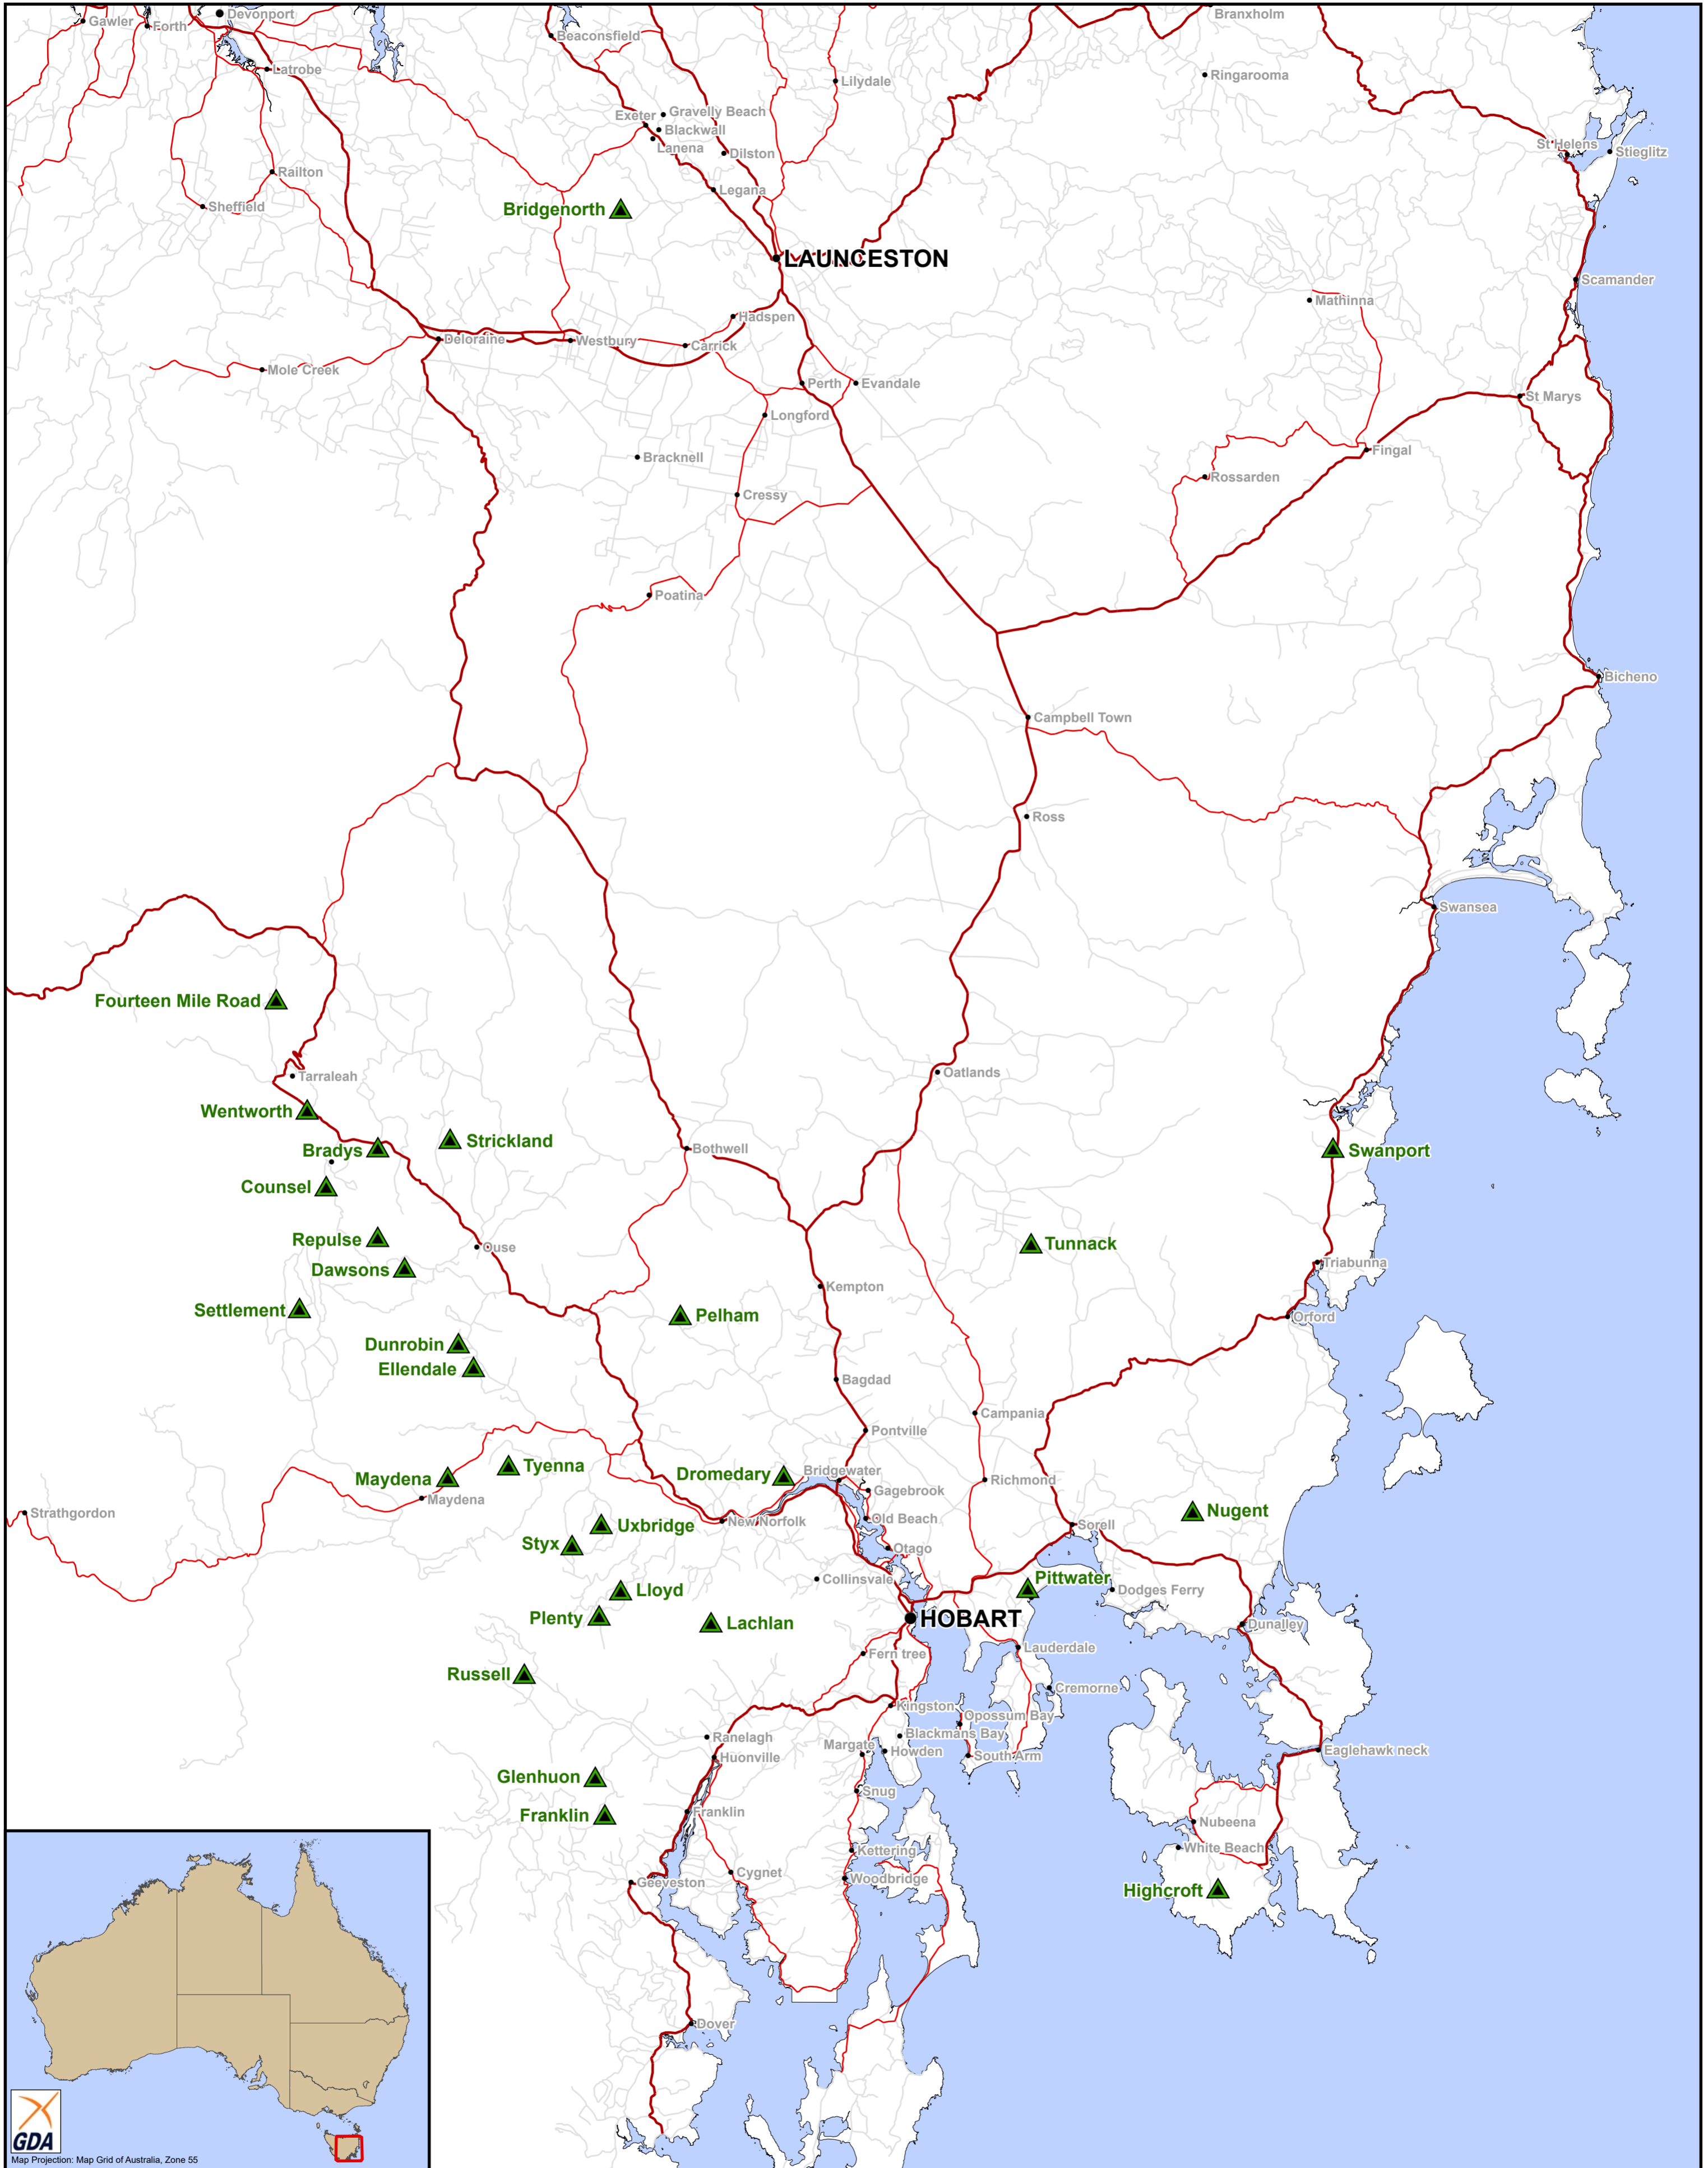 Devonport
Gawler
Forth
Branxholm
Beaconsfield
Latrobe
Ringarooma
Lilydale
Gravelly Beach
Exeter
Blackwall
Lanena
Dilston
St Helens
Stieglitz
Railton
Legana
Sheffield
Bridgenorth
LAUNCESTON
Scamander
Mathinna
Hadspen
Deloraine
Westbury
Carrick
Mole Creek
Perth
Evandale
St Marys
Longford
Fingal
Bracknell
Rossarden
Cressy
Poatina
Bicheno
Campbell Town
Ross
Swansea
Fourteen Mile Road
Oatlands
Tarraleah
Wentworth
Strickland
Bradys
Bothwell
Swanport
Counsel
Repulse
Tunnack
Ouse
Dawsons
Triabunna
Kempton
Settlement
Pelham
Orford
Dunrobin
Ellendale
Bagdad
Campania
Pontville
Tyenna
Bridgewater
Dromedary
Maydena
Richmond
Gagebrook
Maydena
Nugent
Strathgordon
Old Beach
New Norfolk
Uxbridge
Sorell
Styx
Otago
Collinsvale
Pittwater
Lloyd
Dodges Ferry
Plenty
HOBART
Lachlan
Dunalley
Lauderdale
Fern tree
Russell
Cremorne
Kingston
Opossum Bay
Blackmans Bay
Ranelagh
Margate
Howden
Eaglehawk neck
South Arm
Huonville
Glenhuon
Snug
Franklin
Franklin
Nubeena
White Beach
Kettering
Cygnet
Woodbridge
Geeveston
Highcroft
Dover
GDA
Map Projection: Map Grid of Australia, Zone 55